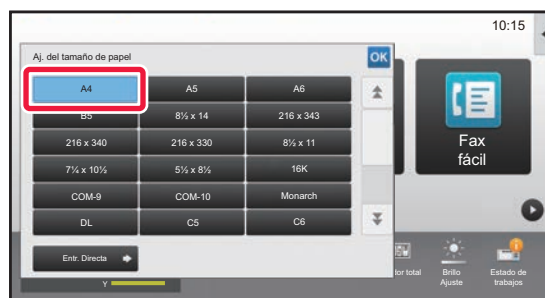 10:15
Aj. del tamaño de papel
OK
A4 A5 A6
B5 8½ x 14 216 x 343
216 x 340 216 x 330 8½ x 11
7¼ x 10½ 5½ x 8½ 16K
COM-9 COM-10 Monarch
DL C5 C6
Entr. Directa
Fax
fácil
Y
tor total
Brillo
Ajuste
Estado de
trabajos